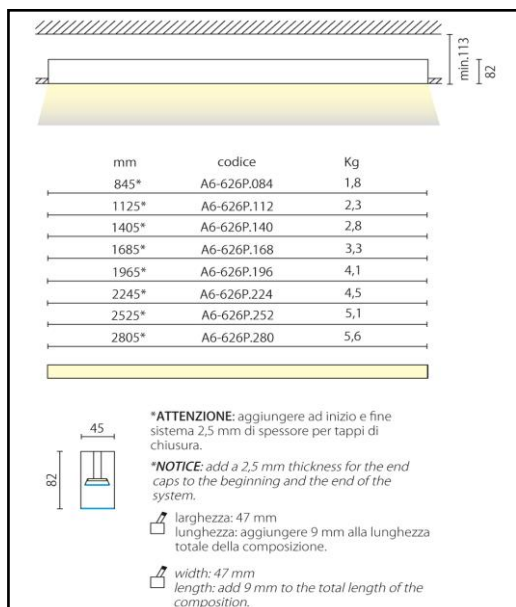 min.113
82
mm codice Kg
845* A6-626P.084 1,8
1125* A6-626P.112 2,3
1405* A6-626P.140 2,8
1685* A6-626P.168 3,3
1965* A6-626P.196 4,1
2245* A6-626P.224 4,5
2525* A6-626P.252 5,1
2805* A6-626P.280 5,6
45
82
*ATTENZIONE: aggiungere ad inizio e fine
sistema 2,5 mm di spessore per tappi di
chiusura.
*NOTICE: add a 2,5 mm thickness for the end
caps to the beginning and the end of the
system.
larghezza: 47 mm
lunghezza: aggiungere 9 mm alla lunghezza
totale della composizione.
width: 47 mm
length: add 9 mm to the total length of the
composition.